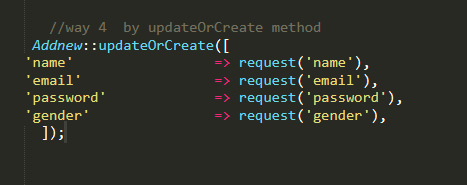 //way 4  by updateOrCreate method
Addnew::updateOrCreate([
'name'                  => request('name'),
'email'                 => request('email'),
'password'              => request('password'),
'gender'                => request('gender'),
]);